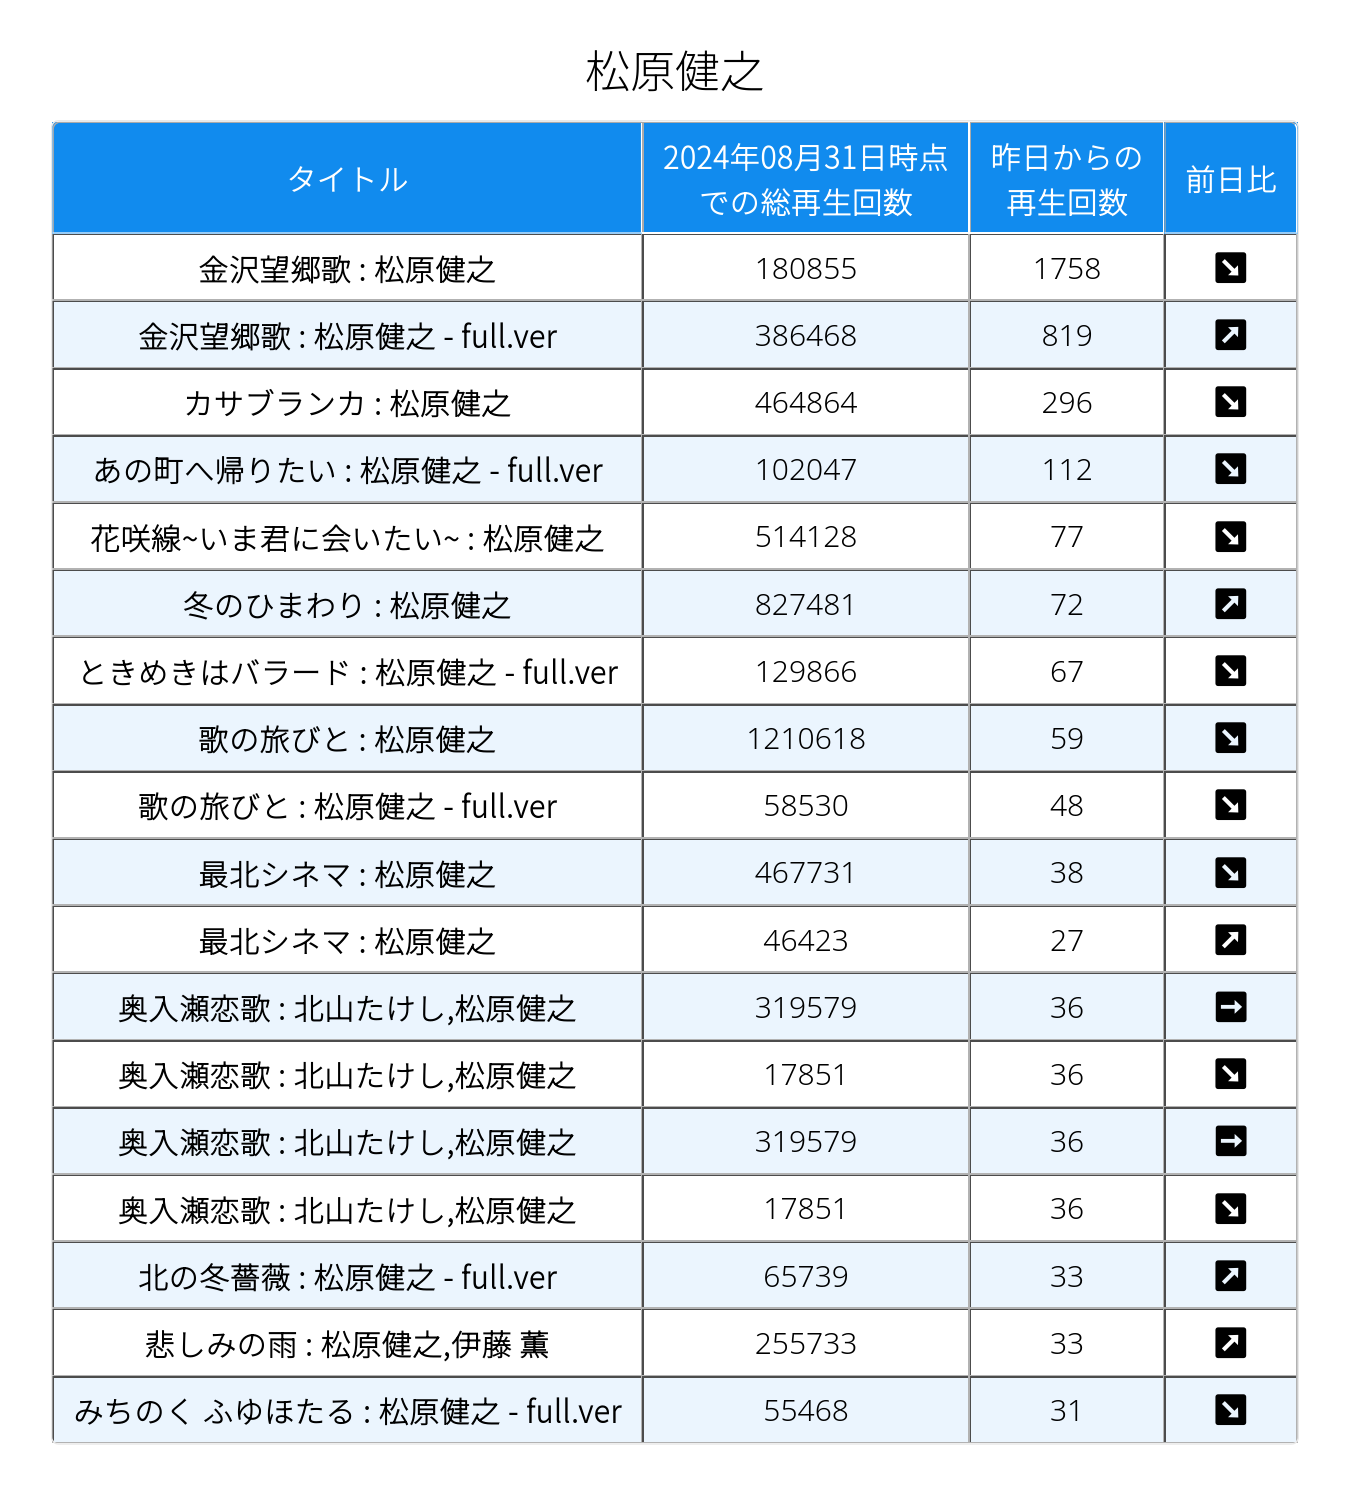 松原健之
タイトル 2024年08月31日時点での総再生回数 昨日からの再生回数 前日比
金沢望郷歌 : 松原健之 180855 1758 ↘
金沢望郷歌 : 松原健之 - full.ver 386468 819 ↗
カサブランカ : 松原健之 464864 296 ↘
あの町へ帰りたい : 松原健之 - full.ver 102047 112 ↘
花咲線~いま君に会いたい~ : 松原健之 514128 77 ↘
冬のひまわり : 松原健之 827481 72 ↗
ときめきはバラード : 松原健之 - full.ver 129866 67 ↘
歌の旅びと : 松原健之 1210618 59 ↘
歌の旅びと : 松原健之 - full.ver 58530 48 ↘
最北シネマ : 松原健之 467731 38 ↘
最北シネマ : 松原健之 46423 27 ↗
奥入瀬恋歌 : 北山たけし,松原健之 319579 36 →
奥入瀬恋歌 : 北山たけし,松原健之 17851 36 ↘
奥入瀬恋歌 : 北山たけし,松原健之 319579 36 →
奥入瀬恋歌 : 北山たけし,松原健之 17851 36 ↘
北の冬薔薇 : 松原健之 - full.ver 65739 33 ↗
悲しみの雨 : 松原健之,伊藤 薫 255733 33 ↗
みちのく ふゆほたる : 松原健之 - full.ver 55468 31 ↘